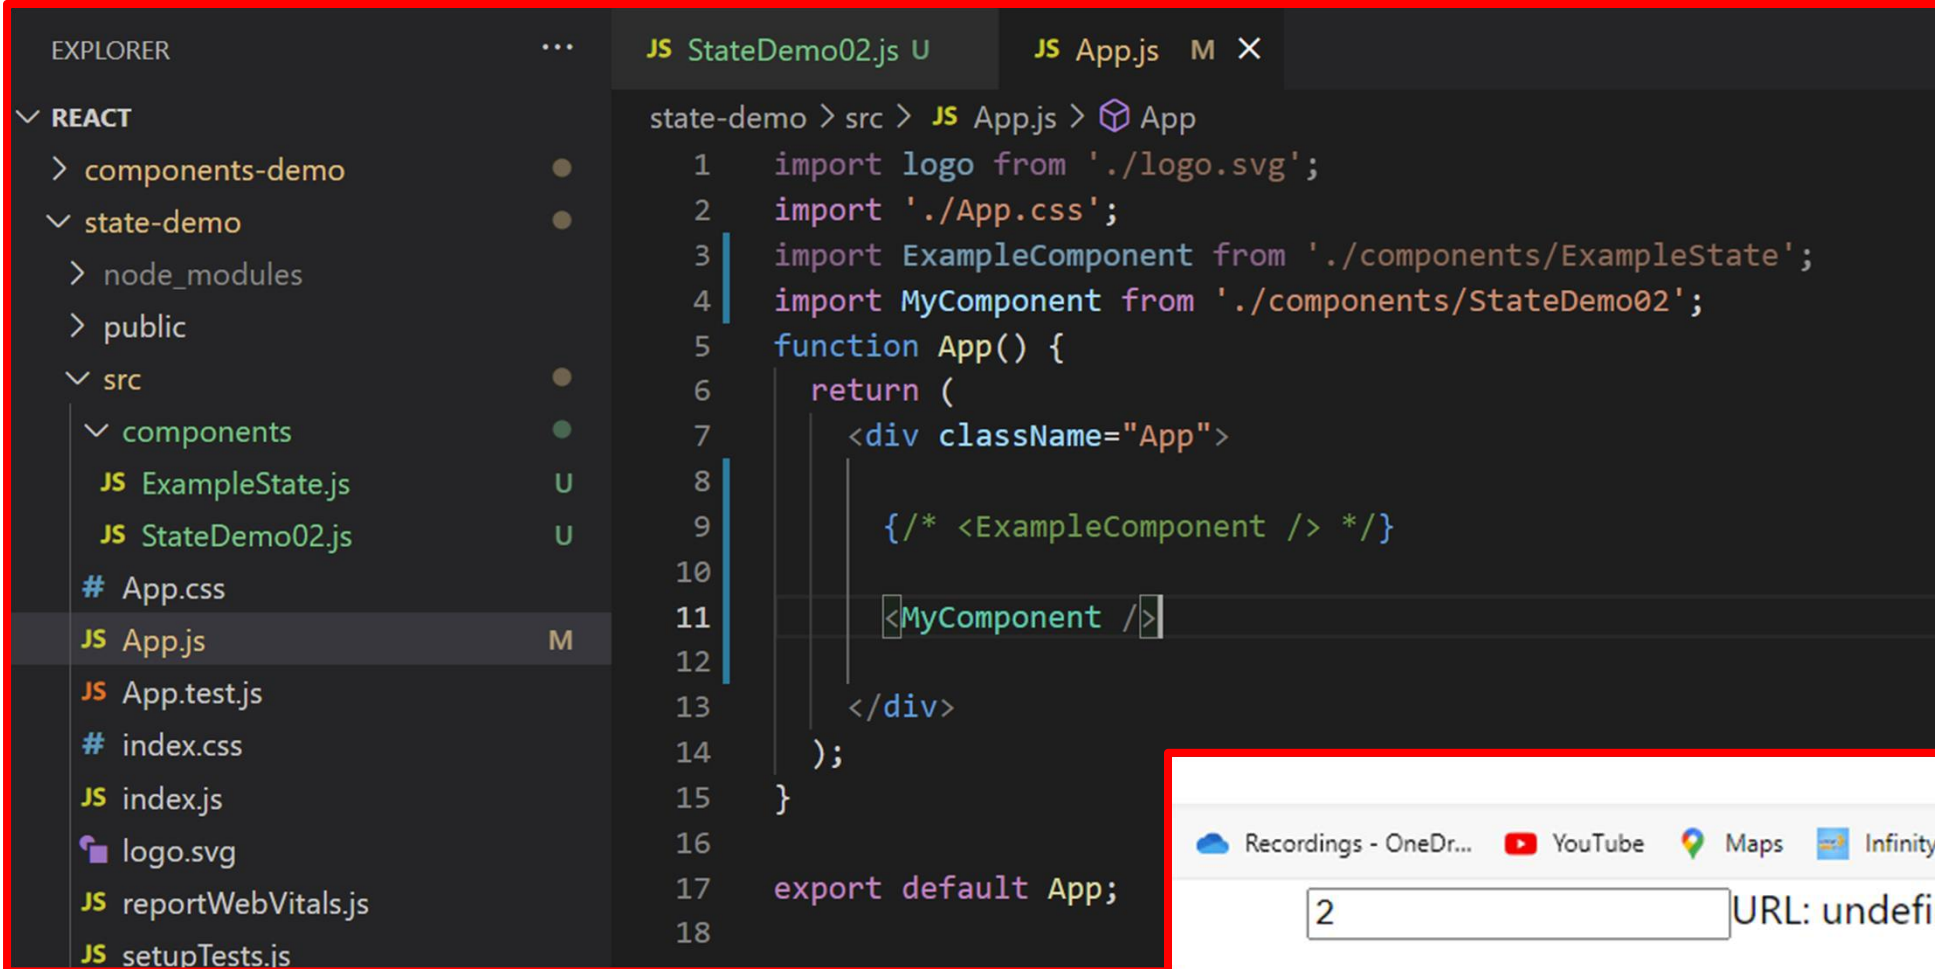 EXPLORER ...
REACT
components-demo
state-demo
node_modules
public
src
components
JS ExampleState.js U
JS StateDemo02.js U
# App.css
JS App.js M
JS App.test.js
# index.css
JS index.js
logo.svg
JS reportWebVitals.js
JS setupTests.js
JS StateDemo02.js U JS App.js M
state-demo > src > JS App.js > App
1 import logo from './logo.svg';
2 import './App.css';
3 import ExampleComponent from './components/ExampleState';
4 import MyComponent from './components/StateDemo02';
5 function App() {
6 return (
7 <div className="App">
8
9 {/* <ExampleComponent /> */}
10
11 <MyComponent />
12
13 </div>
14 );
15 }
16
17 export default App;
18
Recordings - OneDr... YouTube Maps Infinity
2 URL: undefi